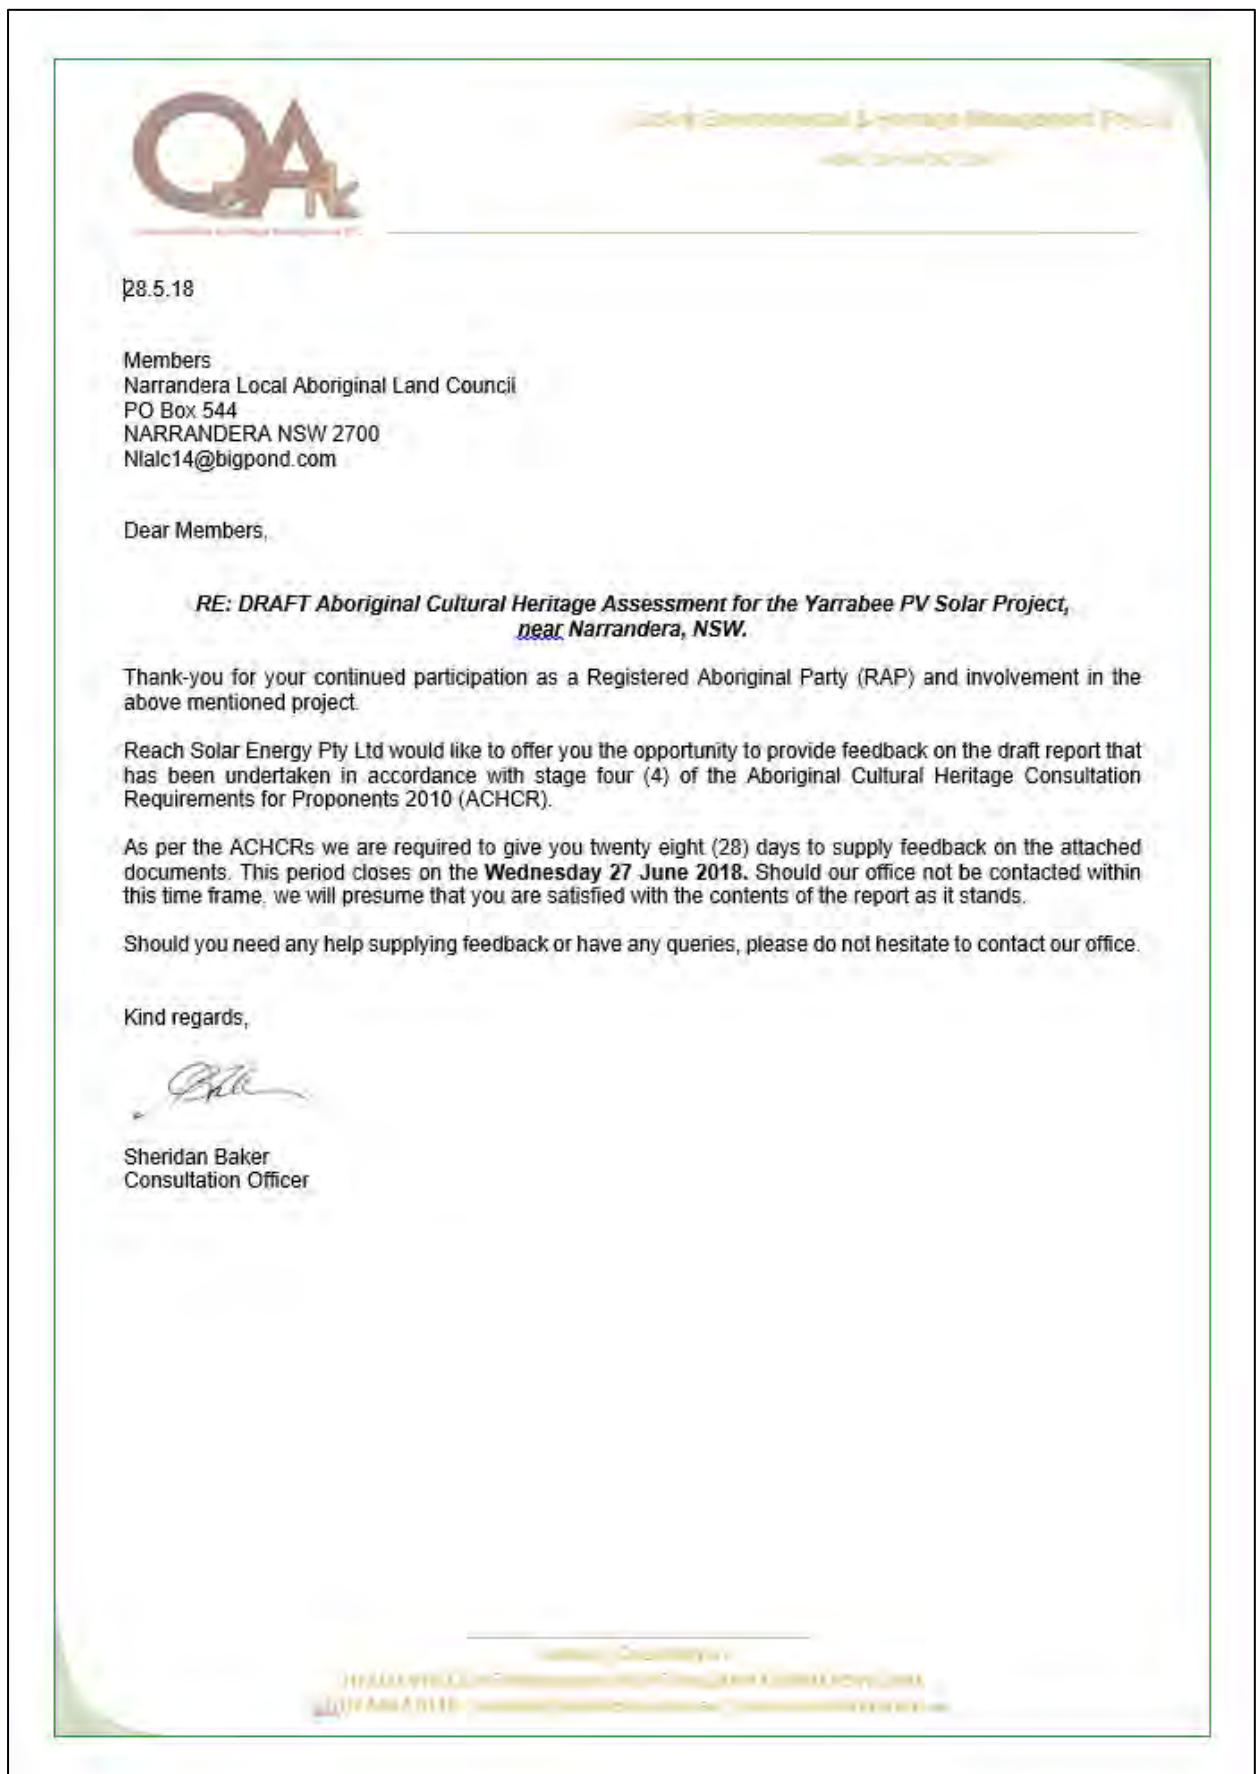 OzArk
28.5.18
Members
Narrandera Local Aboriginal Land Council
PO Box 544
NARRANDERA NSW 2700
Nlalc14@bigpond.com
Dear Members,
RE: DRAFT Aboriginal Cultural Heritage Assessment for the Yarrabee PV Solar Project,
near Narrandera, NSW.
Thank-you for your continued participation as a Registered Aboriginal Party (RAP) and involvement in the
above mentioned project.
Reach Solar Energy Pty Ltd would like to offer you the opportunity to provide feedback on the draft report that
has been undertaken in accordance with stage four (4) of the Aboriginal Cultural Heritage Consultation
Requirements for Proponents 2010 (ACHCR).
As per the ACHCRs we are required to give you twenty eight (28) days to supply feedback on the attached
documents. This period closes on the Wednesday 27 June 2018. Should our office not be contacted within
this time frame, we will presume that you are satisfied with the contents of the report as it stands.
Should you need any help supplying feedback or have any queries, please do not hesitate to contact our office.
Kind regards,
Sheridan Baker
Consultation Officer